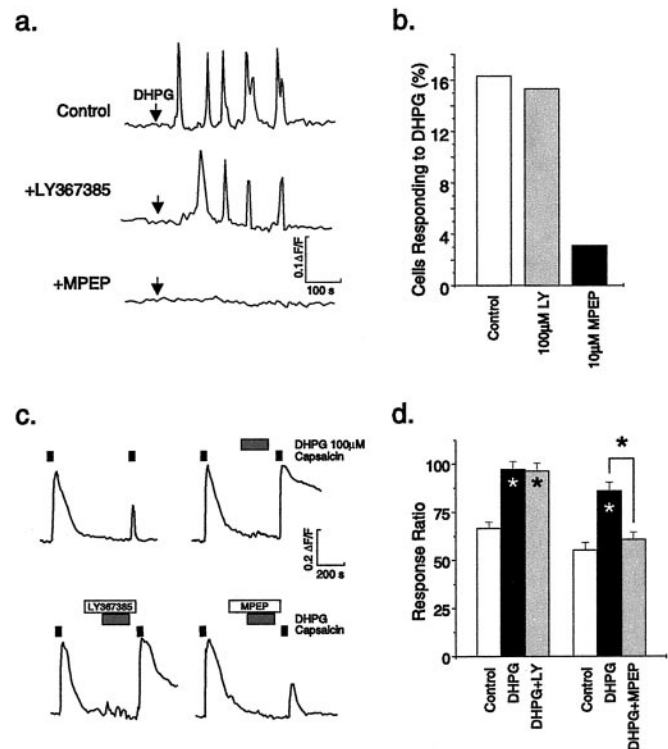 a.
DHPG
Control
+LY367385
+MPEP
0.1 ΔF/F
100 s
b.
Cells Responding to DHPG (%)
16
12
8
4
0
Control
100μM LY
10μM MPEP
c.
DHPG 100μM
Capsaicin
0.2 ΔF/F
200 s
LY367385
MPEP
DHPG
Capsaicin
d.
*
Response Ratio
100
75
50
25
0
* * *
Control
DHPG
DHPG+LY
Control
DHPG
DHPG+MPEP